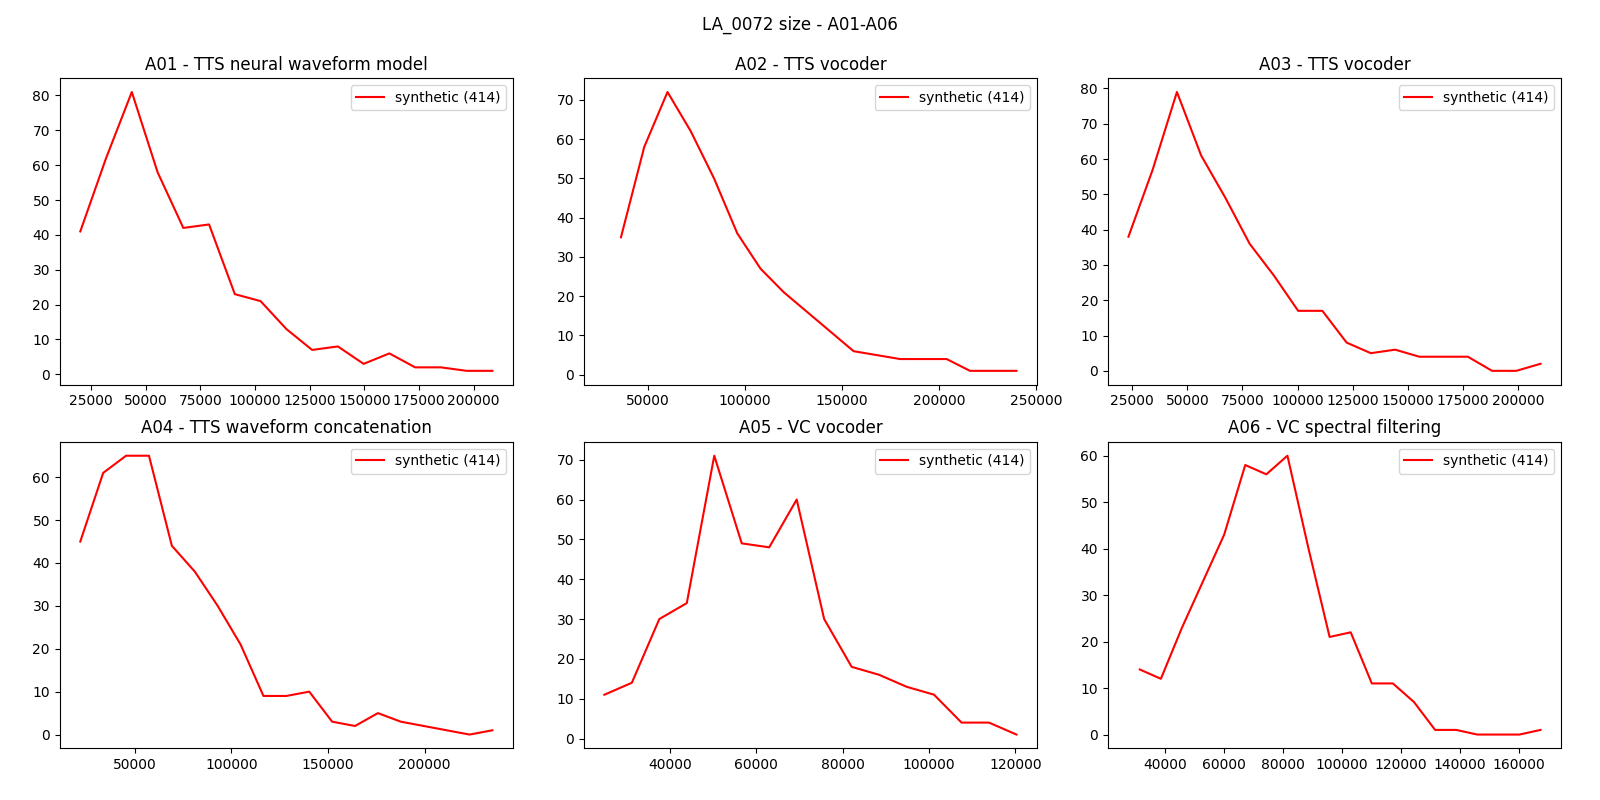 LA_0072 size - A01-A06
A01 - TTS neural waveform model
synthetic (414)
80
70
60
50
40
30
20
10
0
25000 50000 75000 100000 125000 150000 175000 200000
A02 - TTS vocoder
synthetic (414)
70
60
50
40
30
20
10
0
50000 100000 150000 200000 250000
A03 - TTS vocoder
synthetic (414)
80
70
60
50
40
30
20
10
0
25000 50000 75000 100000 125000 150000 175000 200000
A04 - TTS waveform concatenation
synthetic (414)
60
50
40
30
20
10
0
50000 100000 150000 200000
A05 - VC vocoder
synthetic (414)
70
60
50
40
30
20
10
0
40000 60000 80000 100000 120000
A06 - VC spectral filtering
synthetic (414)
60
50
40
30
20
10
0
40000 60000 80000 100000 120000 140000 160000